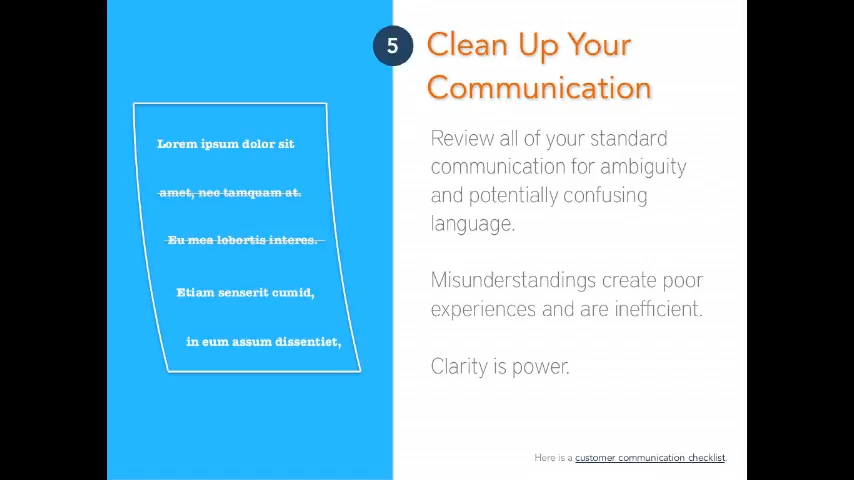 Lorem ipsum dolor sit
amet, nec tamquam at.
Eu mea lobortis interes.
Etiam senserit cumid,
in eum assum dissentiet,
5
Clean Up Your
Communication
Review all of your standard
communication for ambiguity
and potentially confusing
language.
Misunderstandings create poor
experiences and are inefficient.
Clarity is power.
Here is a customer communication checklist.